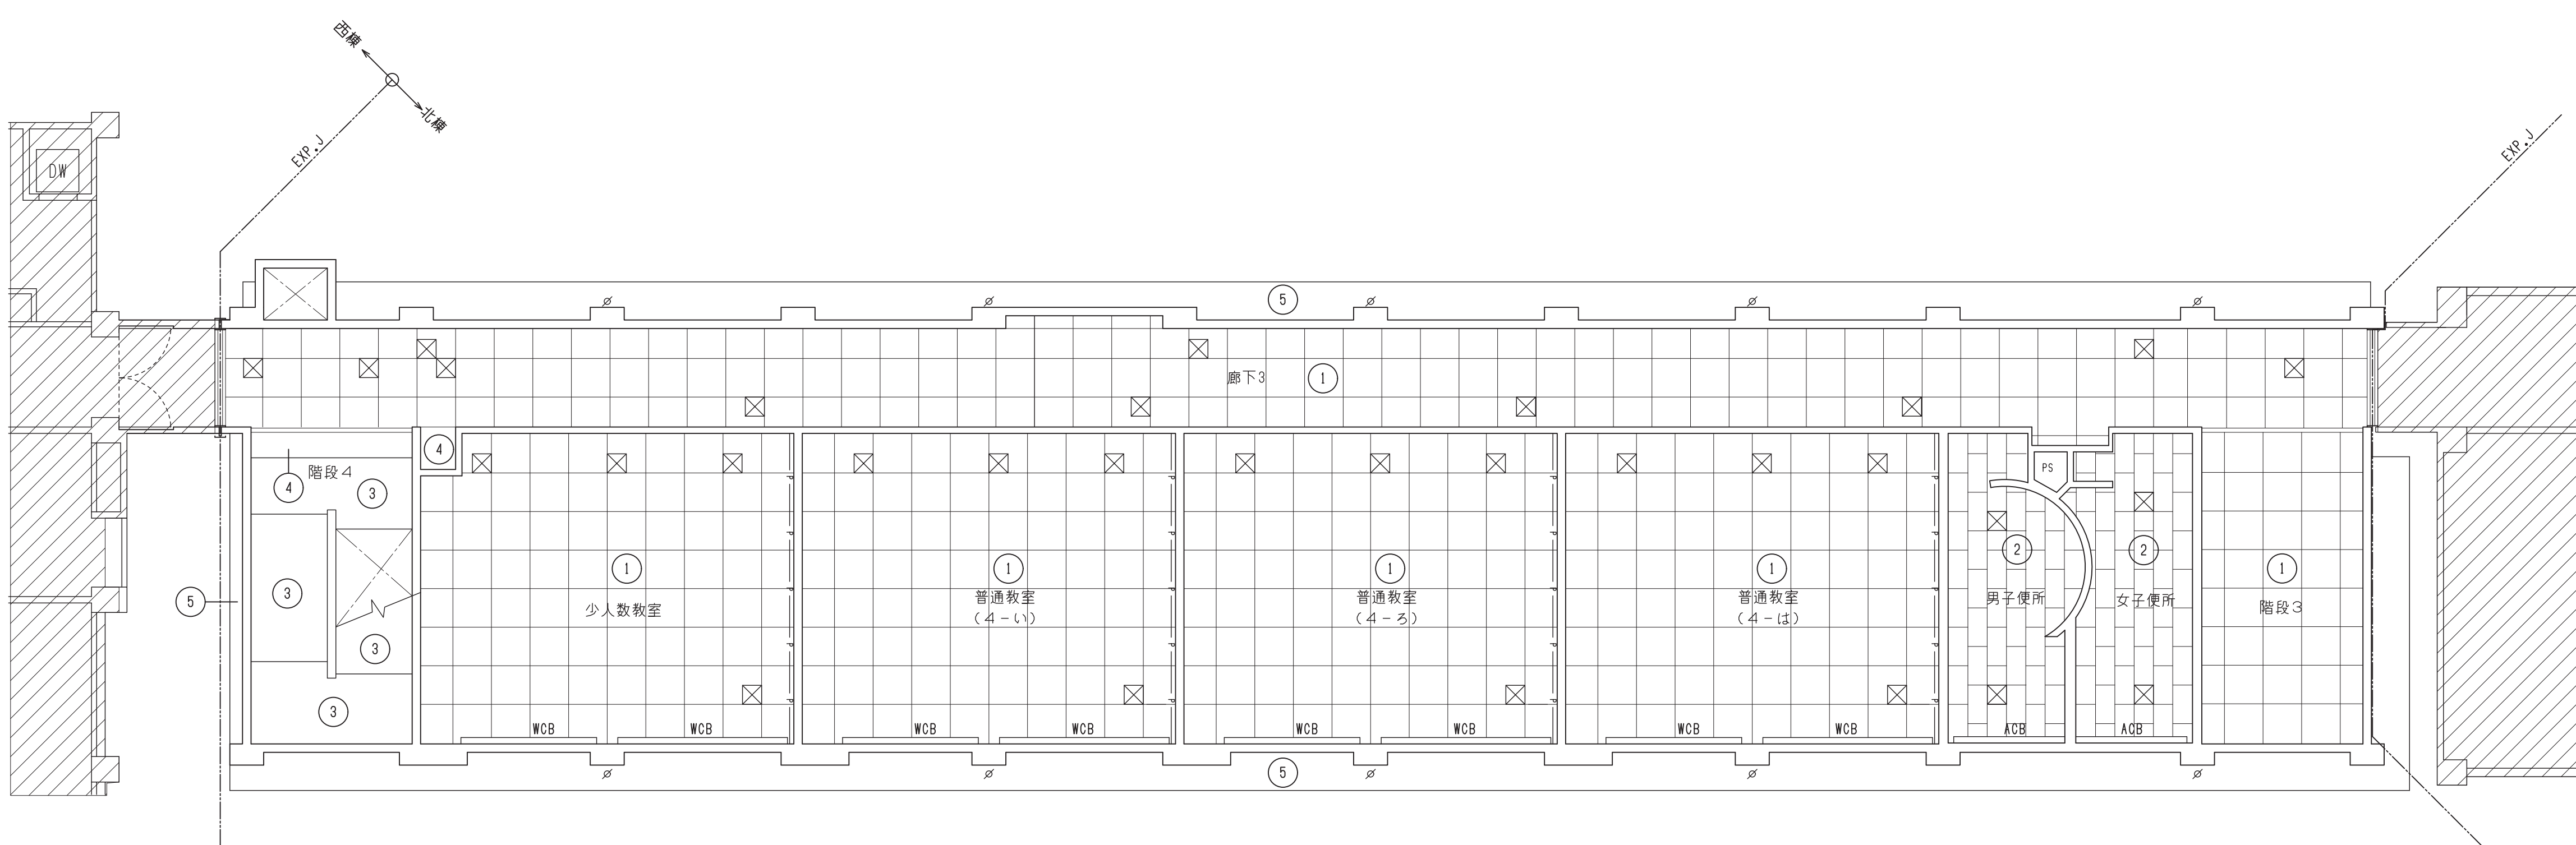 西棟
北棟
EXP.J
EXP.J
DW
5
廊下3
1
4
階段4
4
3
PS
3
5
3
3
1
少人数教室
1
普通教室
(4-い)
1
普通教室
(4-ろ)
1
普通教室
(4-は)
2
男子便所
2
女子便所
1
階段3
WCB
WCB
WCB
WCB
WCB
WCB
WCB
WCB
ACB
ACB
5